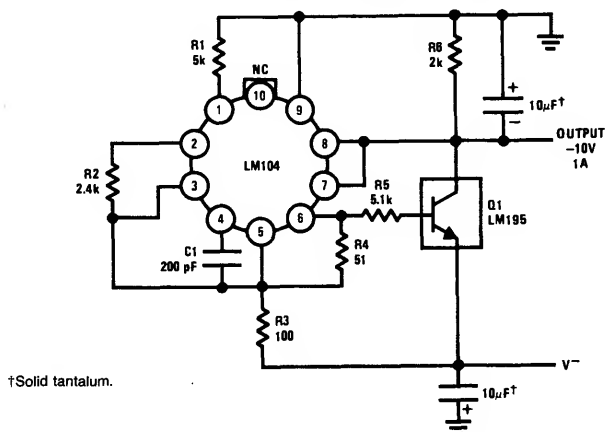 R1
5k
NC
10
1
9
R6
2k
+
10µF†
−
2
8
LM104
OUTPUT
−10V
1A
R2
2.4k
3
7
R5
5.1k
Q1
LM195
4
5
6
C1
200 pF
R4
51
R3
100
V−
†Solid tantalum.
10µF†
+